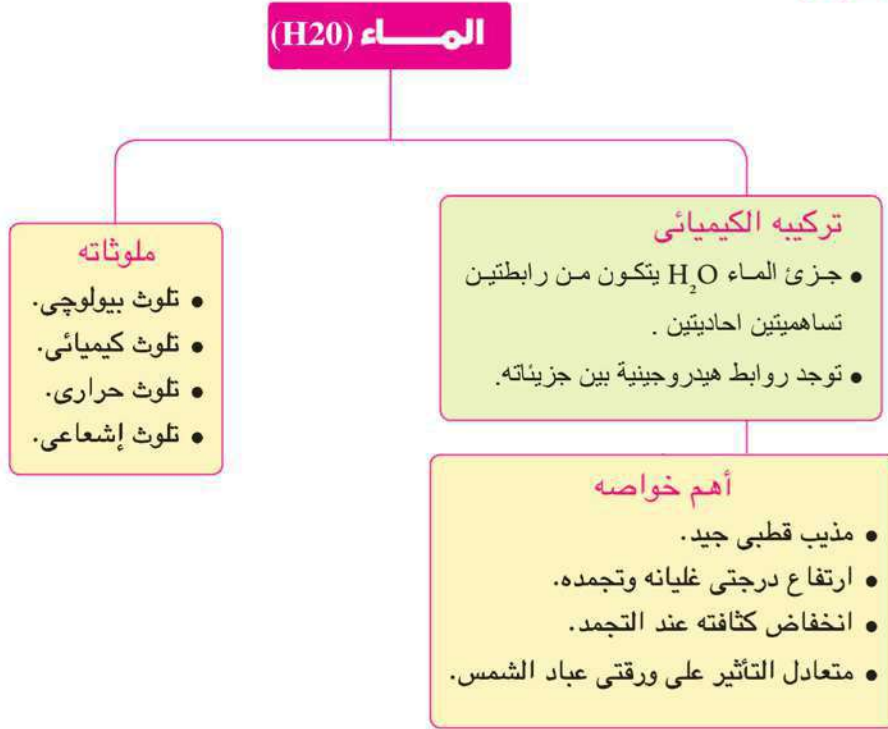 المـــاء (H20)
تركيبه الكيميائى
• جزئ الماء H₂O يتكون من رابطتين
تساهميتين احاديتين .
• توجد روابط هيدروجينية بين جزيئاته.
أهم خواصه
• مذيب قطبى جيد.
• ارتفاع درجتى غليانه وتجمده.
• انخفاض كثافته عند التجمد.
• متعادل التأثير على ورقتى عباد الشمس.
ملوثاته
• تلوث بيولوچى.
• تلوث كيميائى.
• تلوث حرارى.
• تلوث إشعاعى.